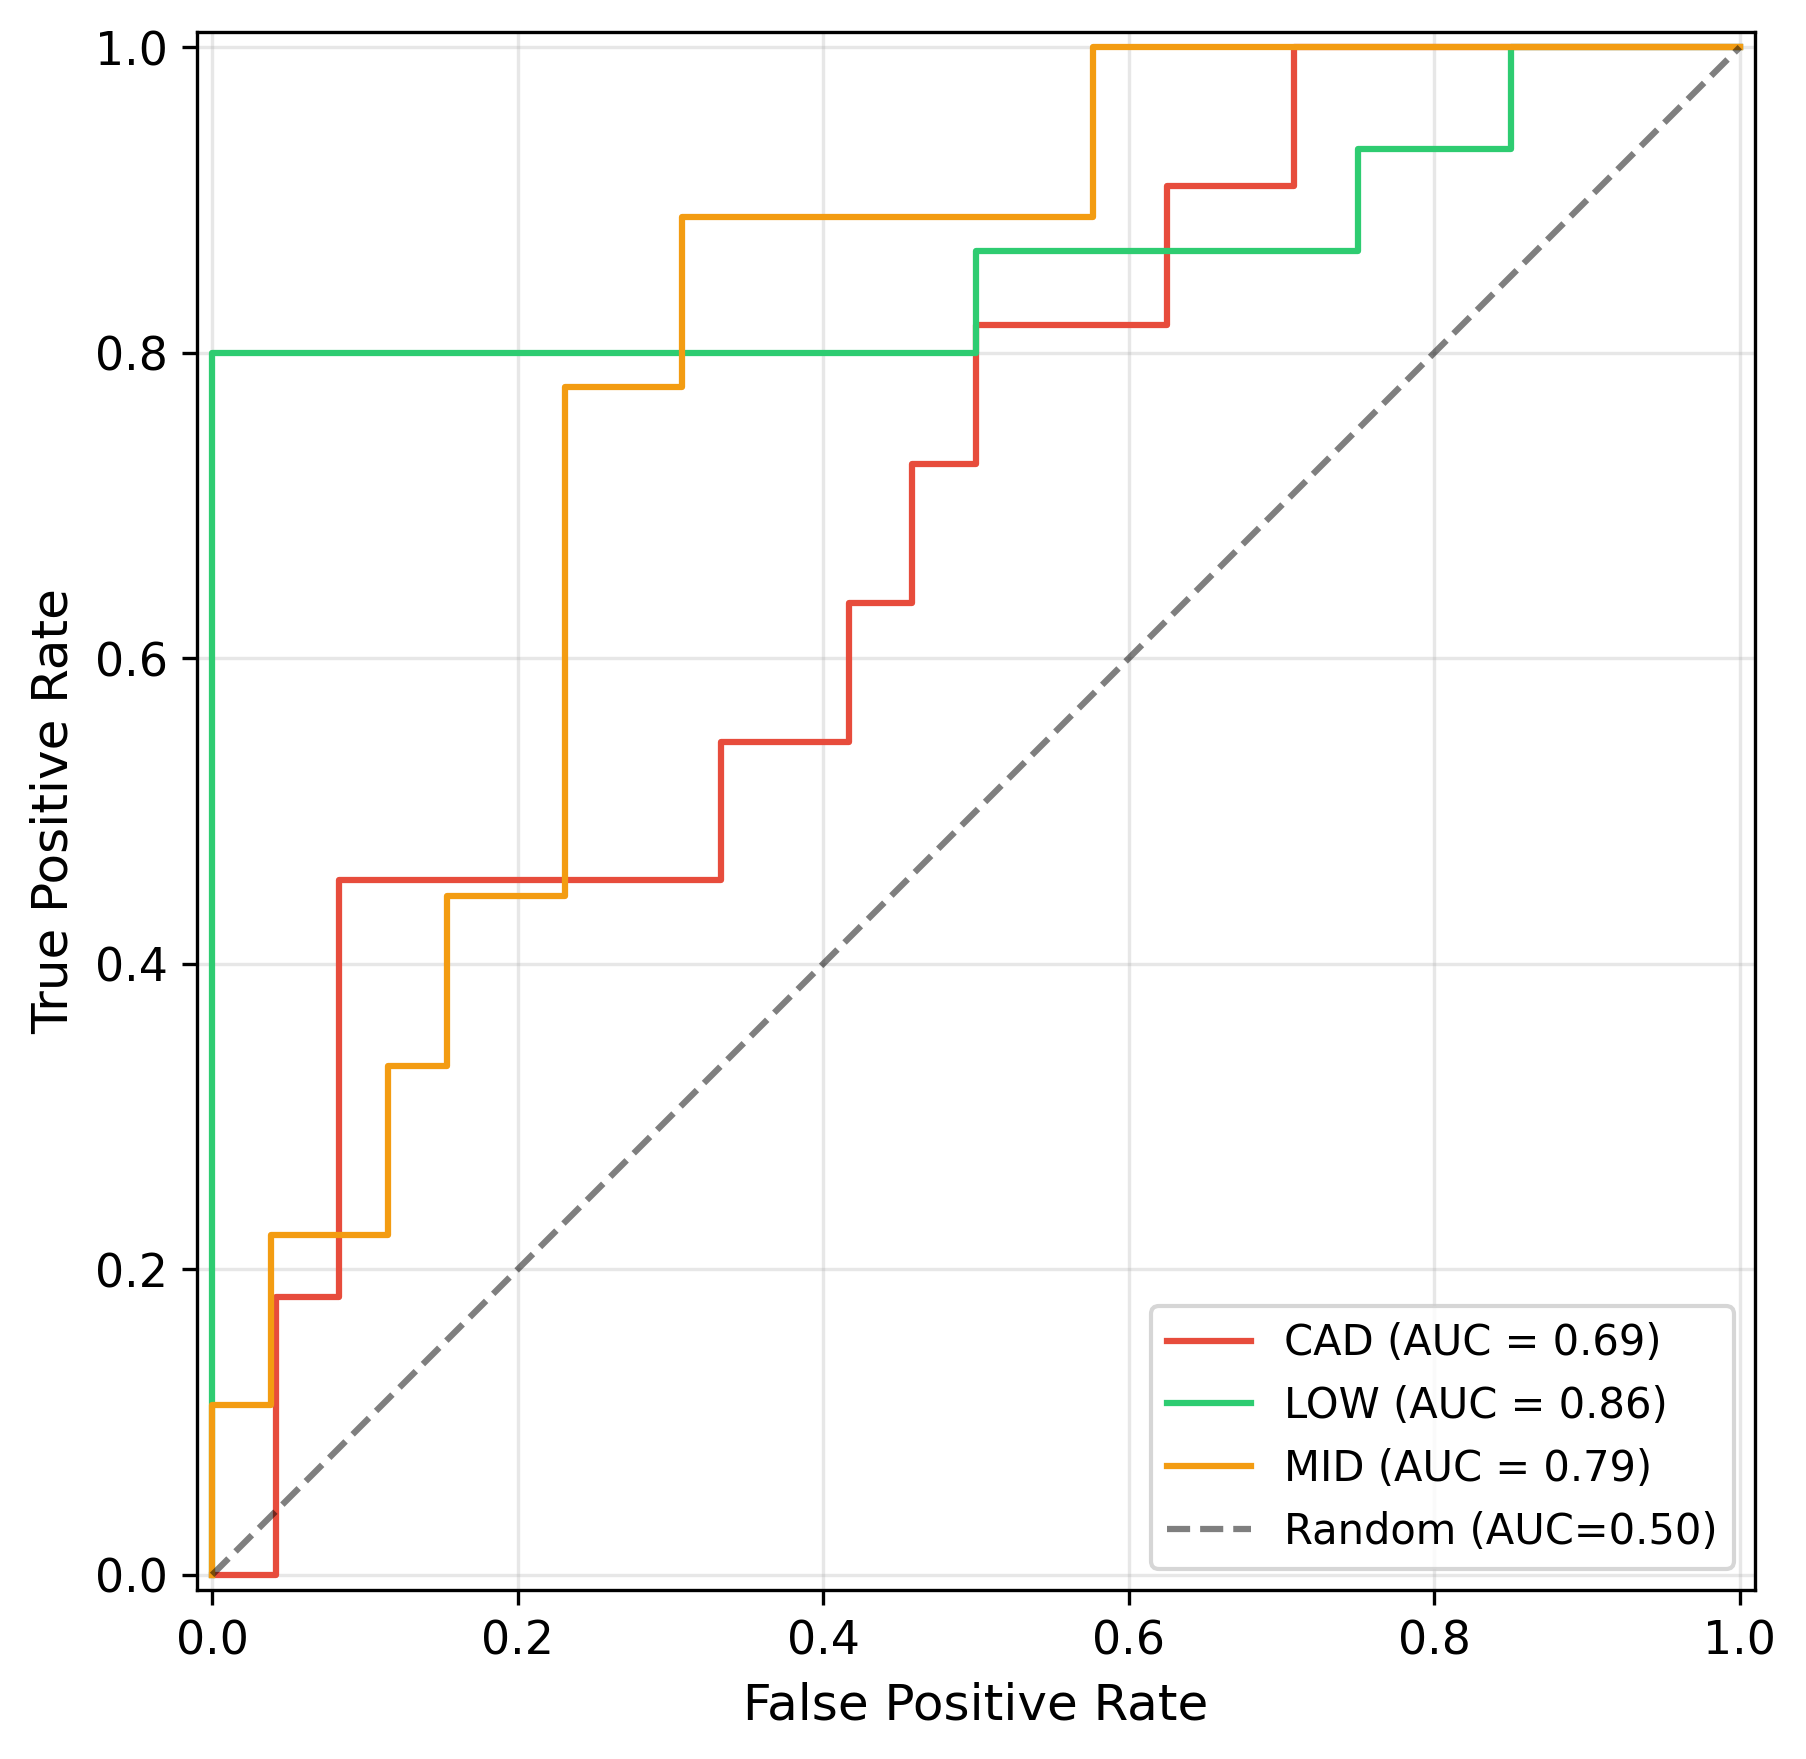 1.0
0.8
0.6
0.4
0.2
0.0
True Positive Rate
CAD (AUC = 0.69)
LOW (AUC = 0.86)
MID (AUC = 0.79)
Random (AUC=0.50)
0.0 0.2 0.4 0.6 0.8 1.0
False Positive Rate